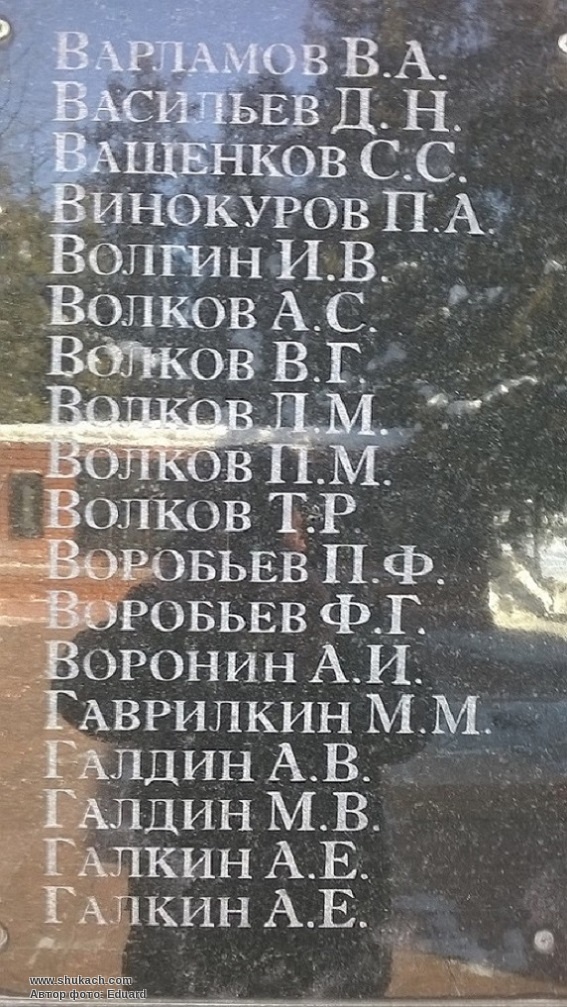 Варламов В.А.
Васильев Д.Н.
Ващенков С.С.
Винокуров П.А.
Волгин И.В.
Волков А.С.
Волков В.Г.
Волков Л.М.
Волков П.М.
Волков Т.Р.
Воробьев П.Ф.
Воробьев Ф.Г.
Воронин А.И.
Гаврилкин М.М.
Галдин А.В.
Галдин М.В.
Галкин А.Е.
Галкин А.Е.
www.shukach.com
Автор фото: Eduard